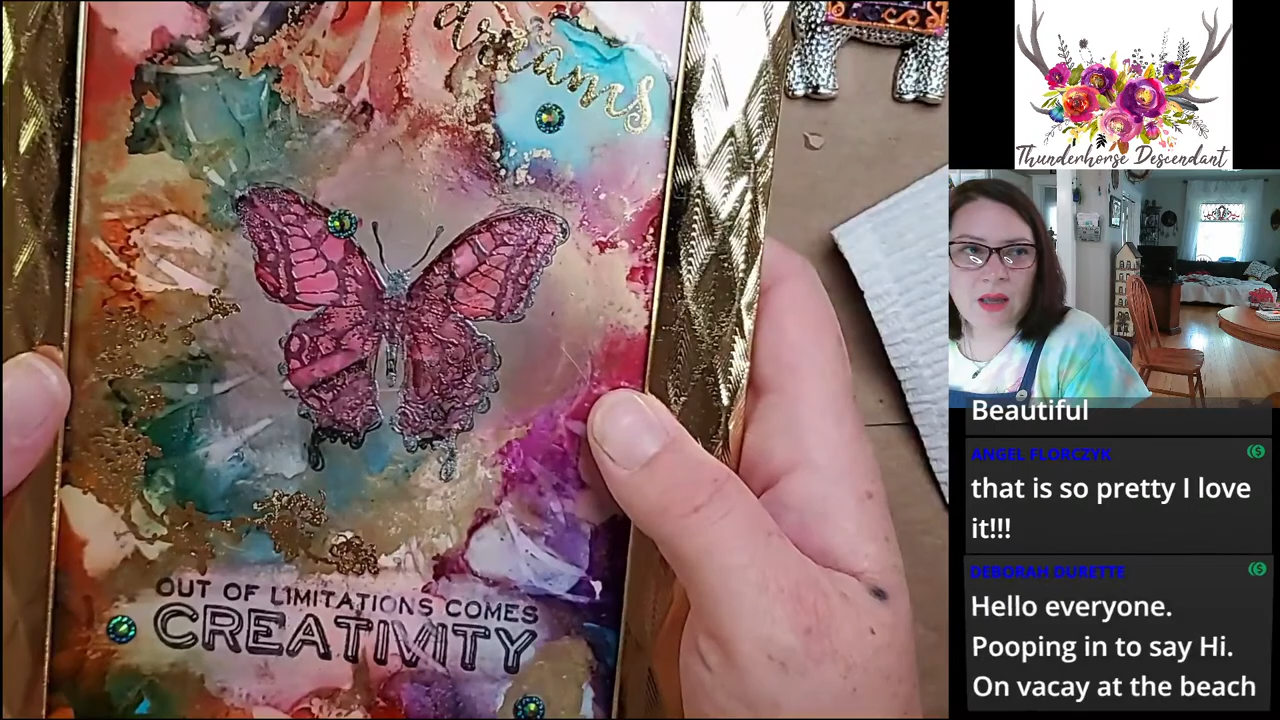 dreams
OUT OF LIMITATIONS COMES
CREATIVITY
Thunderhorse Descendant
Beautiful
ANGEL FLORCZYK
that is so pretty I love
it!!!
DEBORAH DURETTE
Hello everyone.
Pooping in to say Hi.
On vacay at the beach